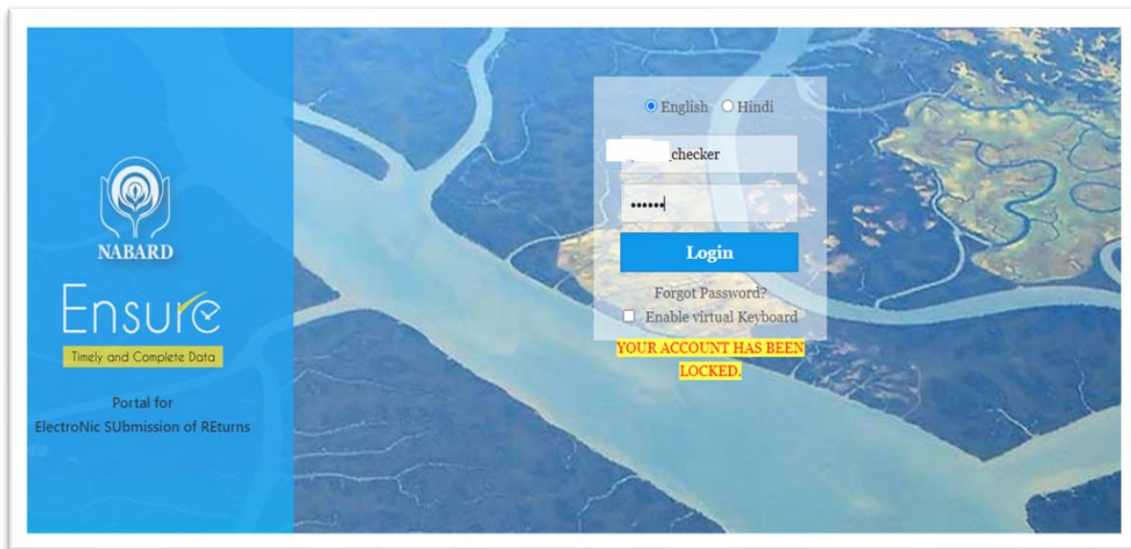 NABARD
Ensure
Timely and Complete Data
Portal for
ElectroNic SUbmission of REturns
English Hindi
_checker
••••••
Login
Forgot Password?
Enable virtual Keyboard
YOUR ACCOUNT HAS BEEN
LOCKED.